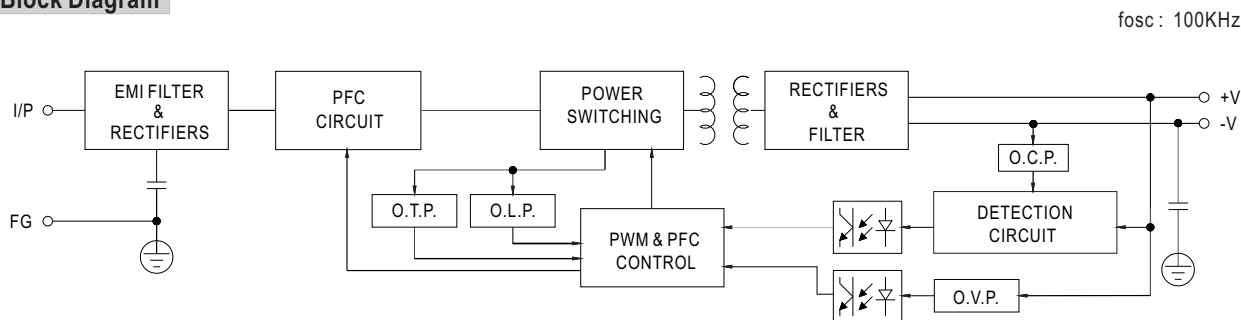 Block Diagram
fosc : 100KHz
I/P
EMI FILTER
&
RECTIFIERS
PFC
CIRCUIT
POWER
SWITCHING
RECTIFIERS
&
FILTER
+V
-V
O.C.P.
O.T.P.
O.L.P.
FG
PWM & PFC
CONTROL
DETECTION
CIRCUIT
O.V.P.